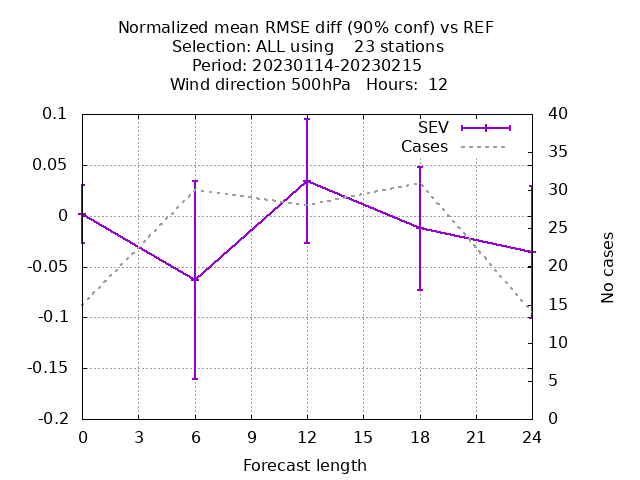 Normalized mean RMSE diff (90% conf) vs REF
Selection: ALL using    23 stations
Period: 20230114-20230215
Wind direction 500hPa   Hours:  12
0.1
0.05
0
-0.05
-0.1
-0.15
-0.2
SEV
Cases
40
35
30
25
20
15
10
5
0
No cases
0 3 6 9 12 15 18 21 24
Forecast length